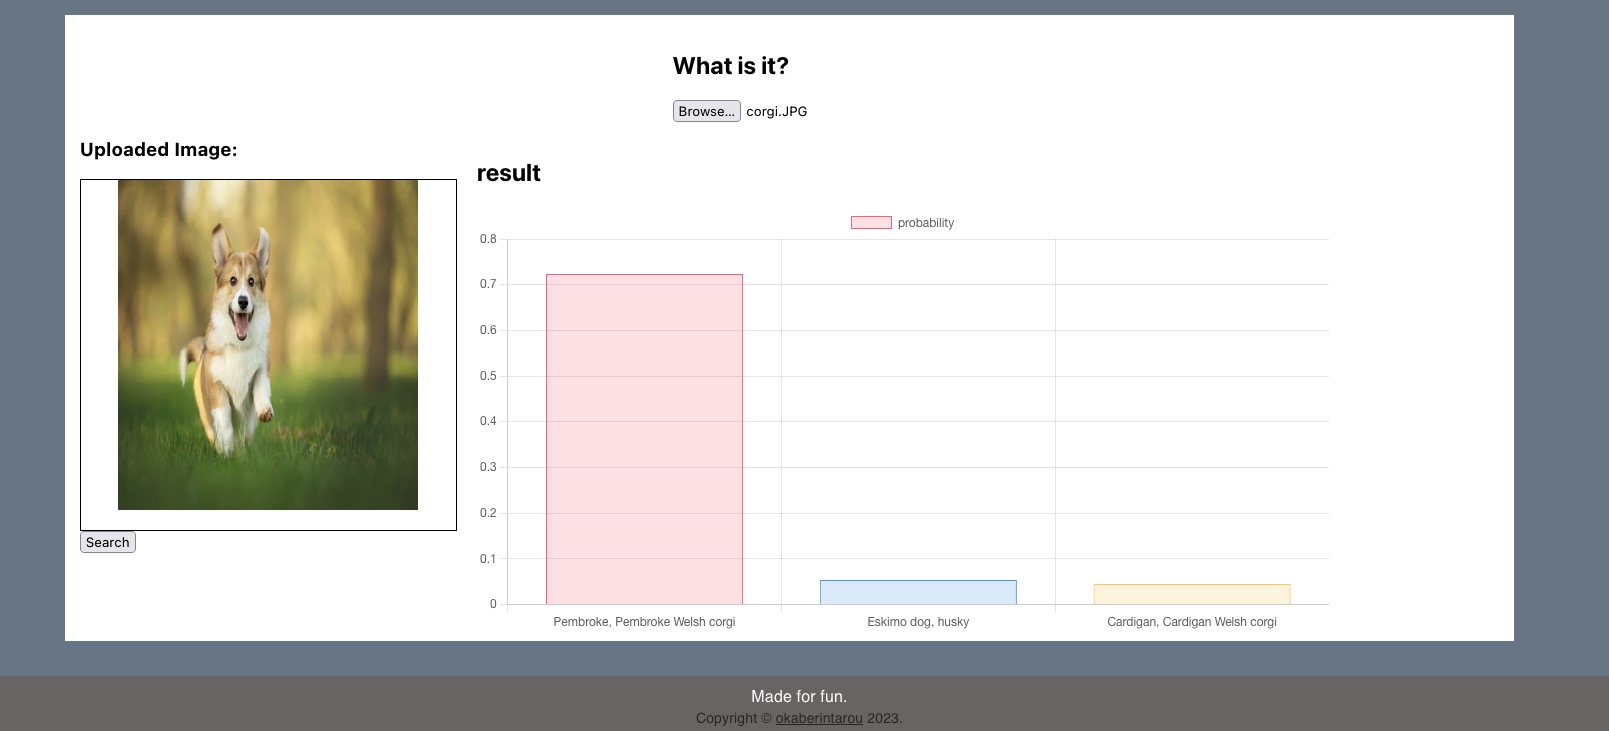 What is it?
Browse... corgi.JPG
Uploaded Image:
Search
result
probability
0.8
0.7
0.6
0.5
0.4
0.3
0.2
0.1
0
Pembroke, Pembroke Welsh corgi
Eskimo dog, husky
Cardigan, Cardigan Welsh corgi
Made for fun.
Copyright © okaberintarou 2023.